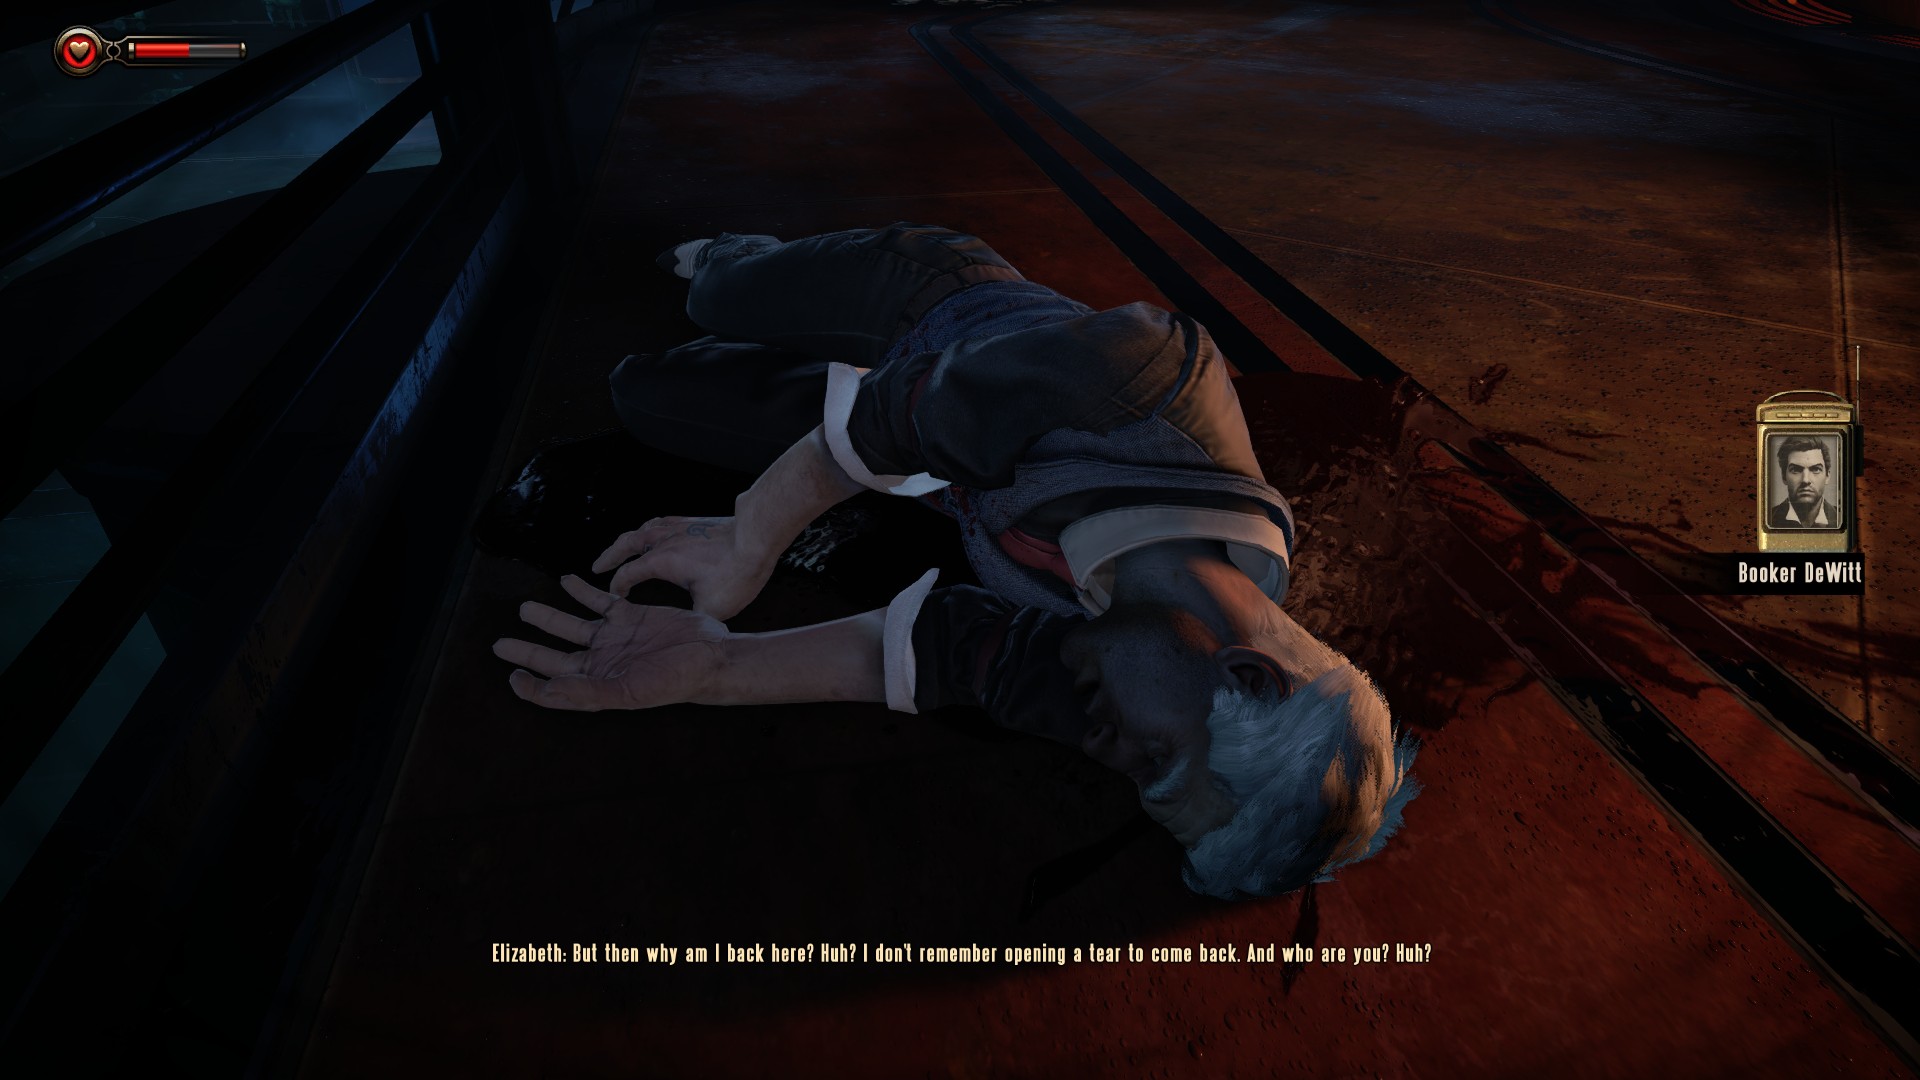 Booker DeWitt
Elizabeth: But then why am I back here? Huh? I don't remember opening a tear to come back. And who are you? Huh?